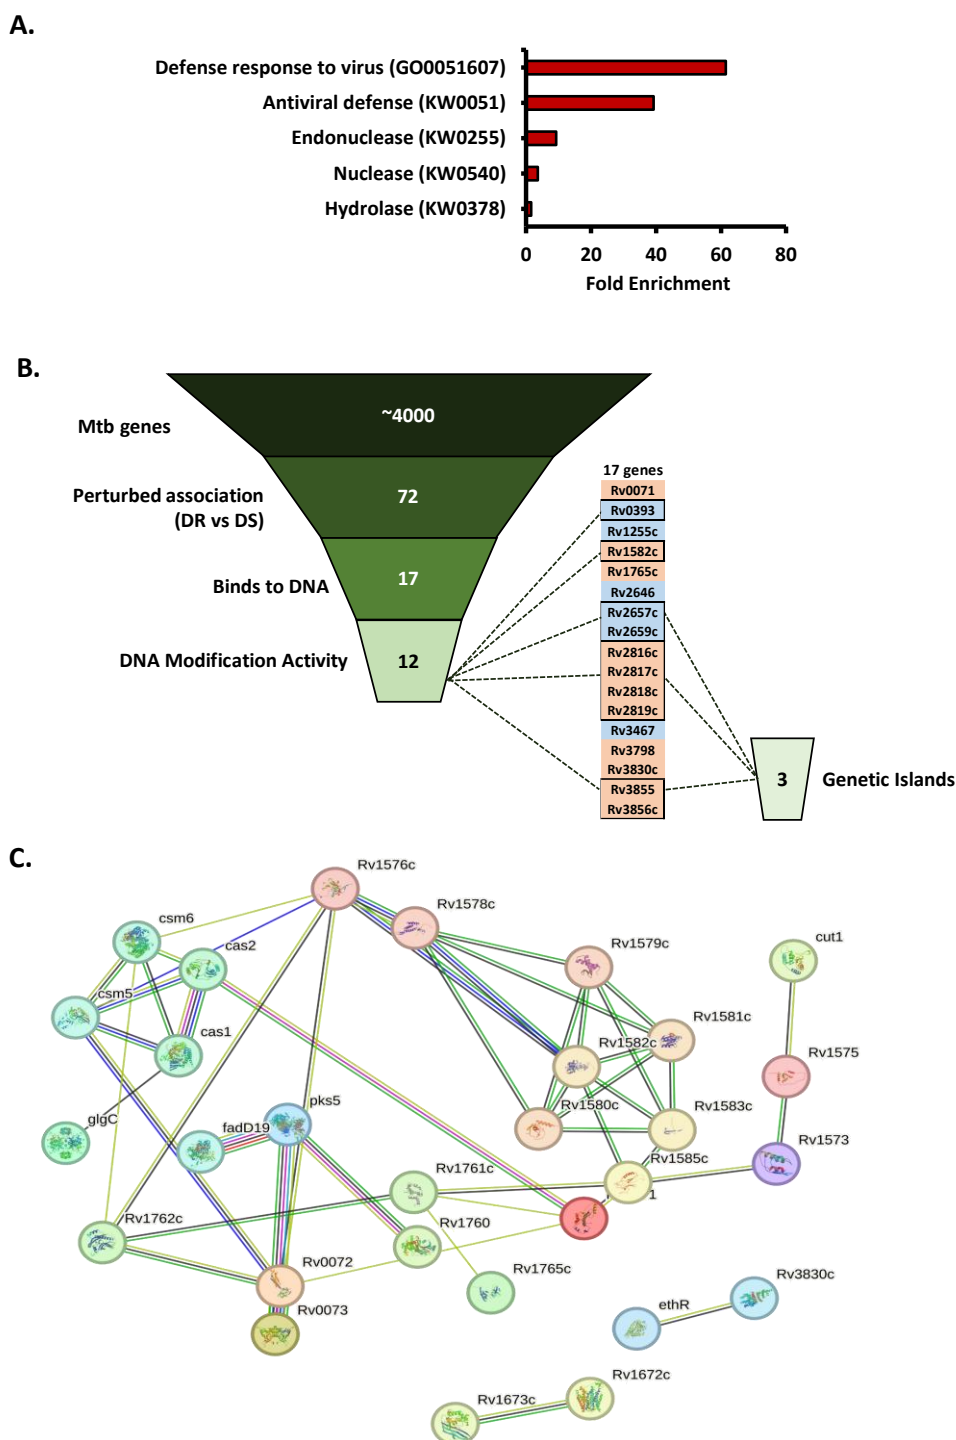 A.
Defense response to virus (GO0051607)
Antiviral defense (KW0051)
Endonuclease (KW0255)
Nuclease (KW0540)
Hydrolase (KW0378)
0 20 40 60 80
Fold Enrichment
B.
Mtb genes
~4000
Perturbed association
(DR vs DS)
72
Binds to DNA
17
DNA Modification Activity
12
17 genes
Rv0071
Rv0393
Rv1255c
Rv1582c
Rv1765c
Rv2646
Rv2657c
Rv2659c
Rv2816c
Rv2817c
Rv2818c
Rv2819c
Rv3467
Rv3798
Rv3830c
Rv3855
Rv3856c
3
Genetic Islands
C.
Rv1576c
Rv1578c
csm6
cas2
Rv1579c
cut1
csm5
cas1
Rv1581c
Rv1582c
Rv1575
glgC
fadD19
pks5
Rv1580c
Rv1583c
Rv1573
Rv1585c
1
Rv1761c
Rv1762c
Rv1760
Rv0072
Rv1765c
Rv0073
ethR
Rv3830c
Rv1673c
Rv1672c